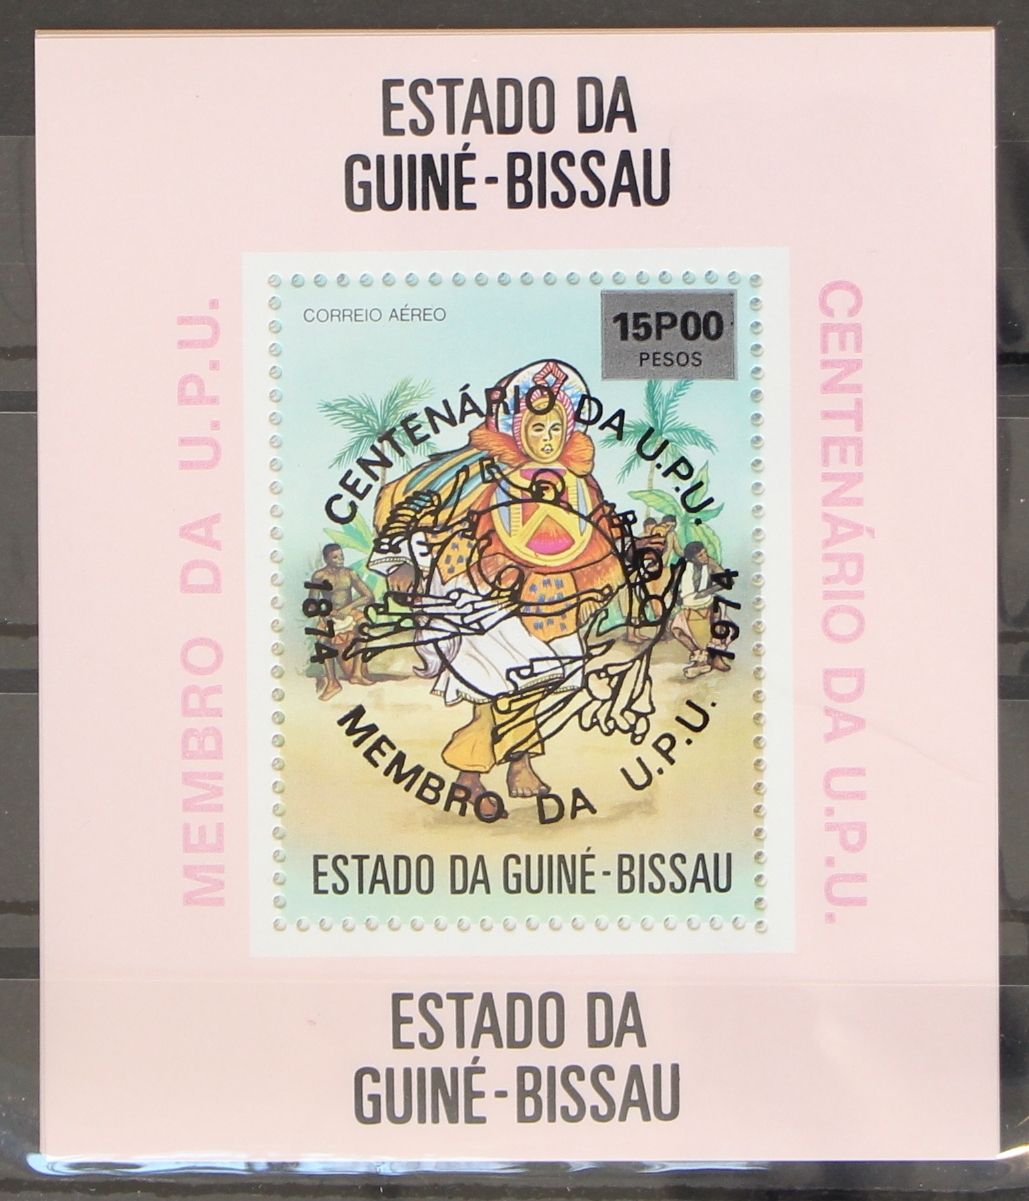 ESTADO DA
GUINÉ-BISSAU
MEMBRO DA U.P.U.
CENTENÁRIO DA U.P.U.
CORREIO AÉREO
15P00
PESOS
CENTENÁRIO DA U.P.U.
1874
1974
MEMBRO DA U.P.U.
ESTADO DA GUINÉ-BISSAU
ESTADO DA
GUINÉ-BISSAU